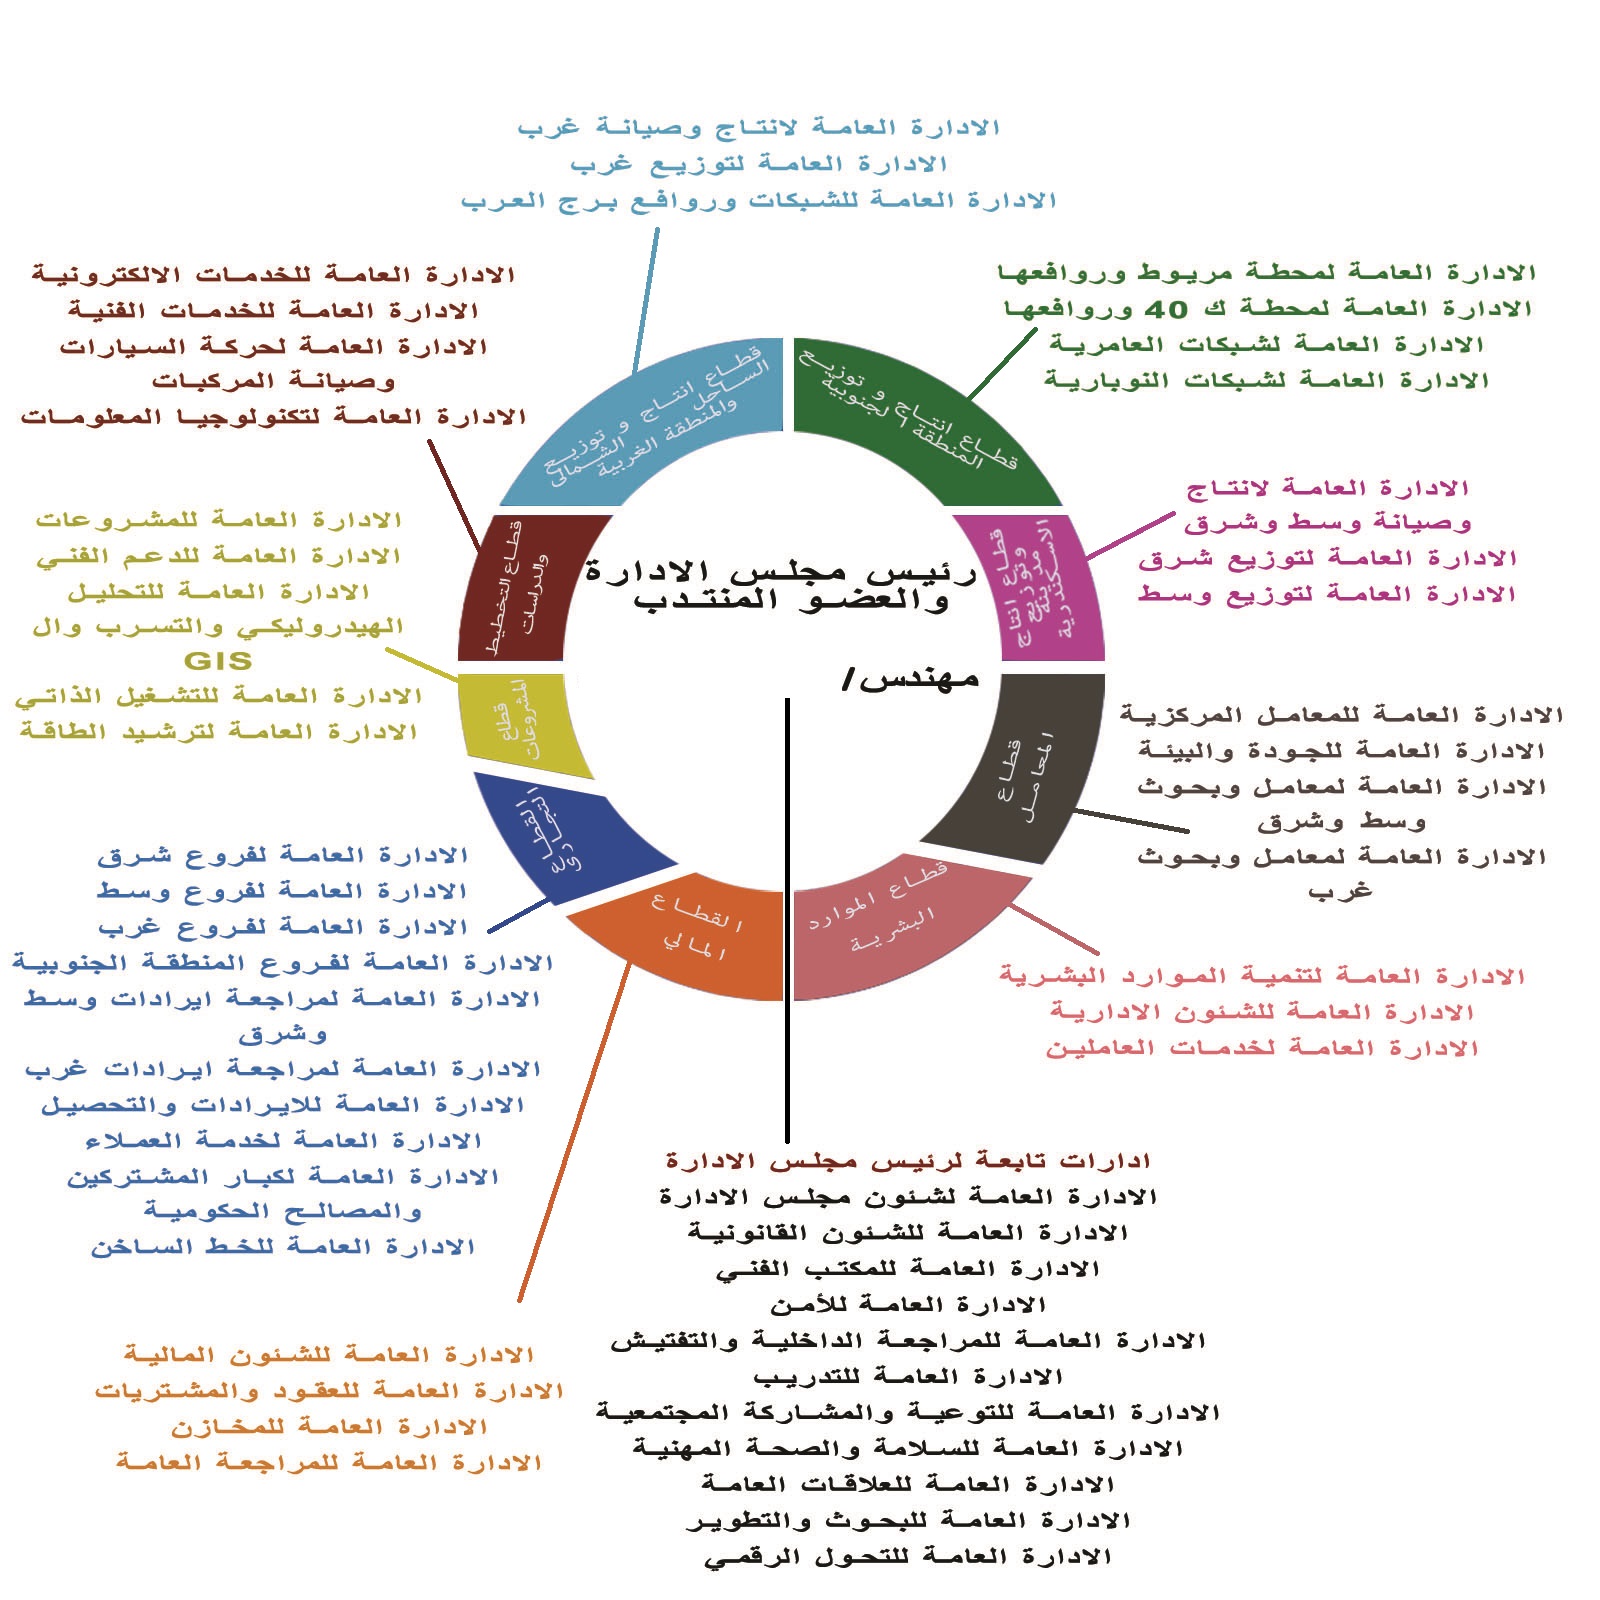 الادارة العامة لانتاج وصيانة غرب
الادارة العامة لتوزيع غرب
الادارة العامة للشبكات وروافع برج العرب
الادارة العامة لمحطة مريوط وروافعها
الادارة العامة لمحطة ك 40 وروافعها
الادارة العامة لشبكات العامرية
الادارة العامة لشبكات النوبارية
الادارة العامة للخدمات الالكترونية
الادارة العامة للخدمات الفنية
الادارة العامة لحركة السيارات
وصيانة المركبات
الادارة العامة لتكنولوجيا المعلومات
قطاع انتاج و توزيع
المنطقة الجنوبية
قطاع انتاج و توزيع
الساحل الشمالى
والمنطقة الغربية
الادارة العامة لانتاج
وصيانة وسط وشرق
الادارة العامة لتوزيع شرق
الادارة العامة لتوزيع وسط
قطاع انتاج
وتوزيع
مدينة
الاسكندرية
رئيس مجلس الادارة
والعضو المنتدب
مهندس/
قطاع التخطيط
والدراسات
الادارة العامة للمشروعات
الادارة العامة للدعم الفني
الادارة العامة للتحليل
الهيدروليكي والتسرب وال
GIS
الادارة العامة للتشغيل الذاتي
الادارة العامة لترشيد الطاقة
قطاع
المشروعات
الادارة العامة للمعامل المركزية
الادارة العامة للجودة والبيئة
الادارة العامة لمعامل وبحوث
وسط وشرق
الادارة العامة لمعامل وبحوث
غرب
قطاع
المعامل
القطاع
التجاري
الادارة العامة لفروع شرق
الادارة العامة لفروع وسط
الادارة العامة لفروع غرب
الادارة العامة لفروع المنطقة الجنوبية
الادارة العامة لمراجعة ايرادات وسط
وشرق
الادارة العامة لمراجعة ايرادات غرب
الادارة العامة للايرادات والتحصيل
الادارة العامة لخدمة العملاء
الادارة العامة لكبار المشتركين
والمصالح الحكومية
الادارة العامة للخط الساخن
قطاع الموارد
البشرية
القطاع
المالي
الادارة العامة لتنمية الموارد البشرية
الادارة العامة للشئون الادارية
الادارة العامة لخدمات العاملين
ادارات تابعة لرئيس مجلس الادارة
الادارة العامة لشئون مجلس الادارة
الادارة العامة للشئون القانونية
الادارة العامة للمكتب الفني
الادارة العامة للأمن
الادارة العامة للمراجعة الداخلية والتفتيش
الادارة العامة للتدريب
الادارة العامة للتوعية والمشاركة المجتمعية
الادارة العامة للسلامة والصحة المهنية
الادارة العامة للعلاقات العامة
الادارة العامة للبحوث والتطوير
الادارة العامة للتحول الرقمي
الادارة العامة للشئون المالية
الادارة العامة للعقود والمشتريات
الادارة العامة للمخازن
الادارة العامة للمراجعة العامة